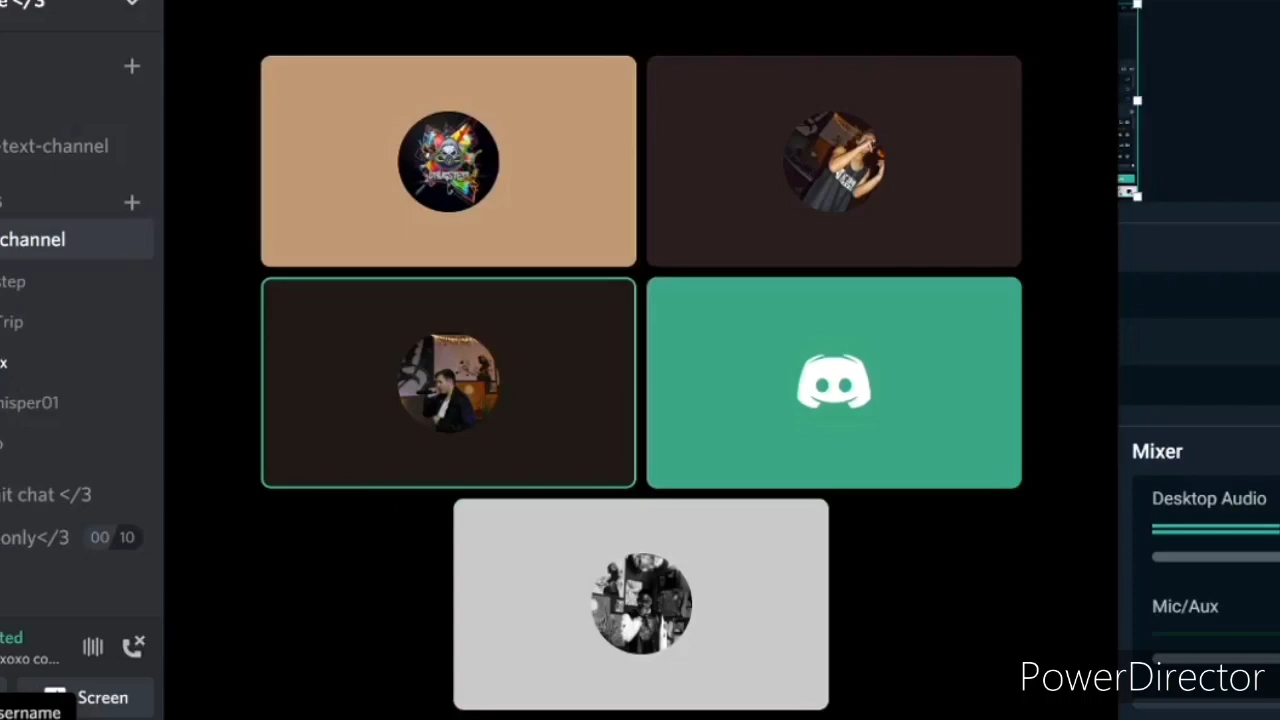 -text-channel
channel
step
Trip
x
hisper01
o
it chat </3
only</3 00 10
ted
xoxo co...
Screen
sername
Mixer
Desktop Audio
Mic/Aux
PowerDirector